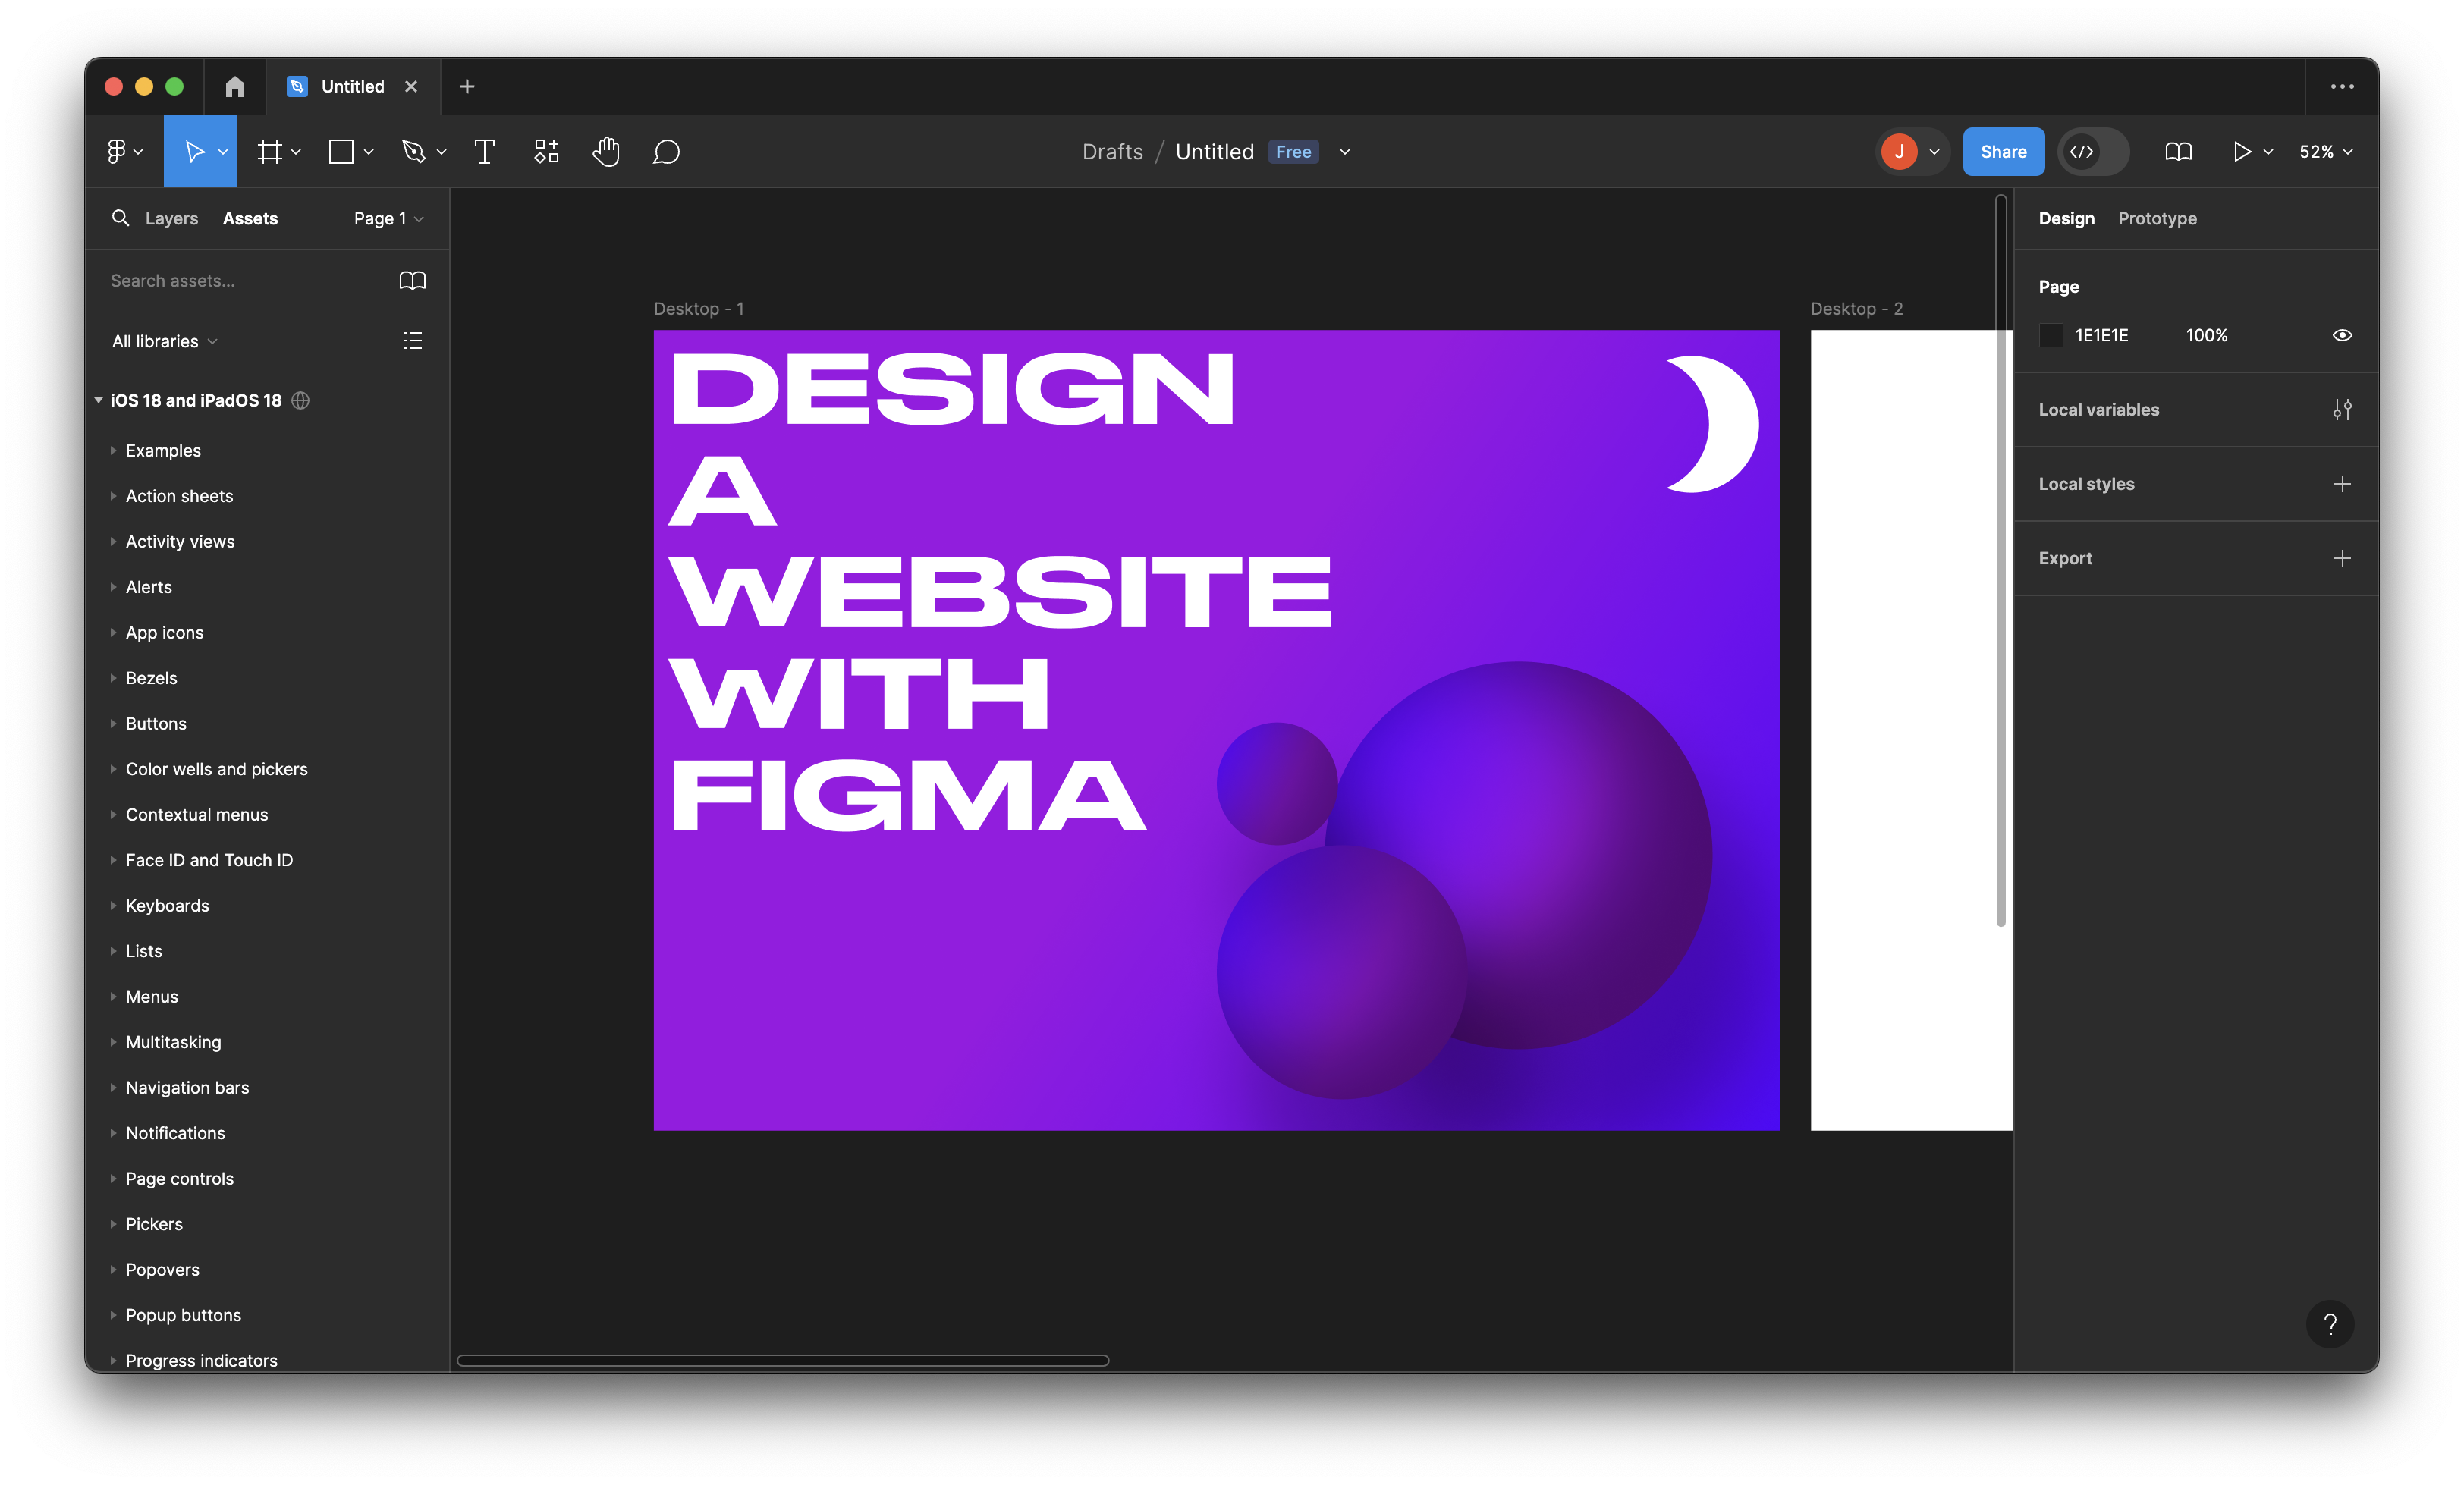 Untitled
Drafts / Untitled Free
J
Share
52%
Layers Assets Page 1
Search assets...
All libraries
iOS 18 and iPadOS 18
Examples
Action sheets
Activity views
Alerts
App icons
Bezels
Buttons
Color wells and pickers
Contextual menus
Face ID and Touch ID
Keyboards
Lists
Menus
Multitasking
Navigation bars
Notifications
Page controls
Pickers
Popovers
Popup buttons
Progress indicators
Desktop - 1
DESIGN
A
WEBSITE
WITH
FIGMA
Desktop - 2
Design Prototype
Page
1E1E1E 100%
Local variables
Local styles
Export
?